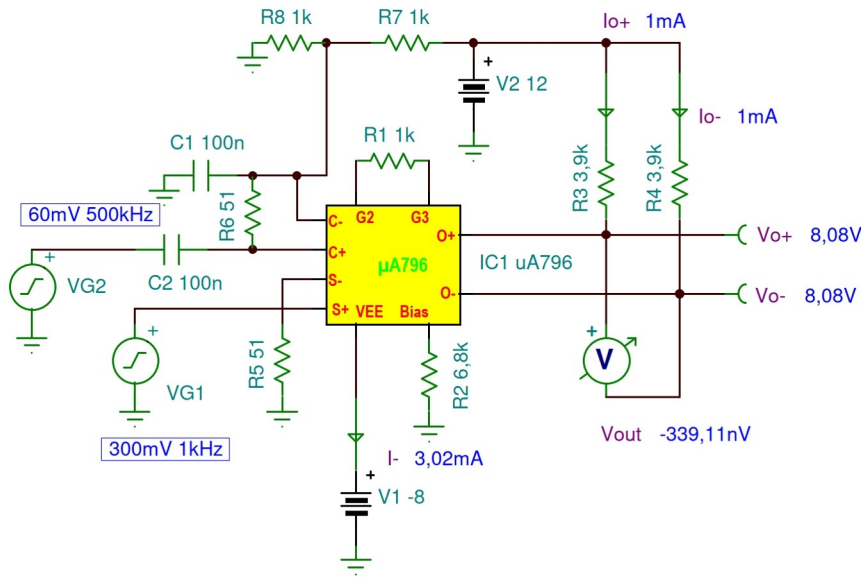 R8 1k
R7 1k
Io+ 1mA
+
V2 12
Io- 1mA
C1 100n
R1 1k
R3 3,9k
R4 3,9k
60mV 500kHz
R6 51
C-
G2
G3
C+
O+
Vo+ 8,08V
+
VG2
C2 100n
µA796
IC1 uA796
S-
O-
Vo- 8,08V
S+
VEE
Bias
+
VG1
R5 51
R2 6,8k
+
V
300mV 1kHz
I- 3,02mA
Vout -339,11nV
+
V1 -8